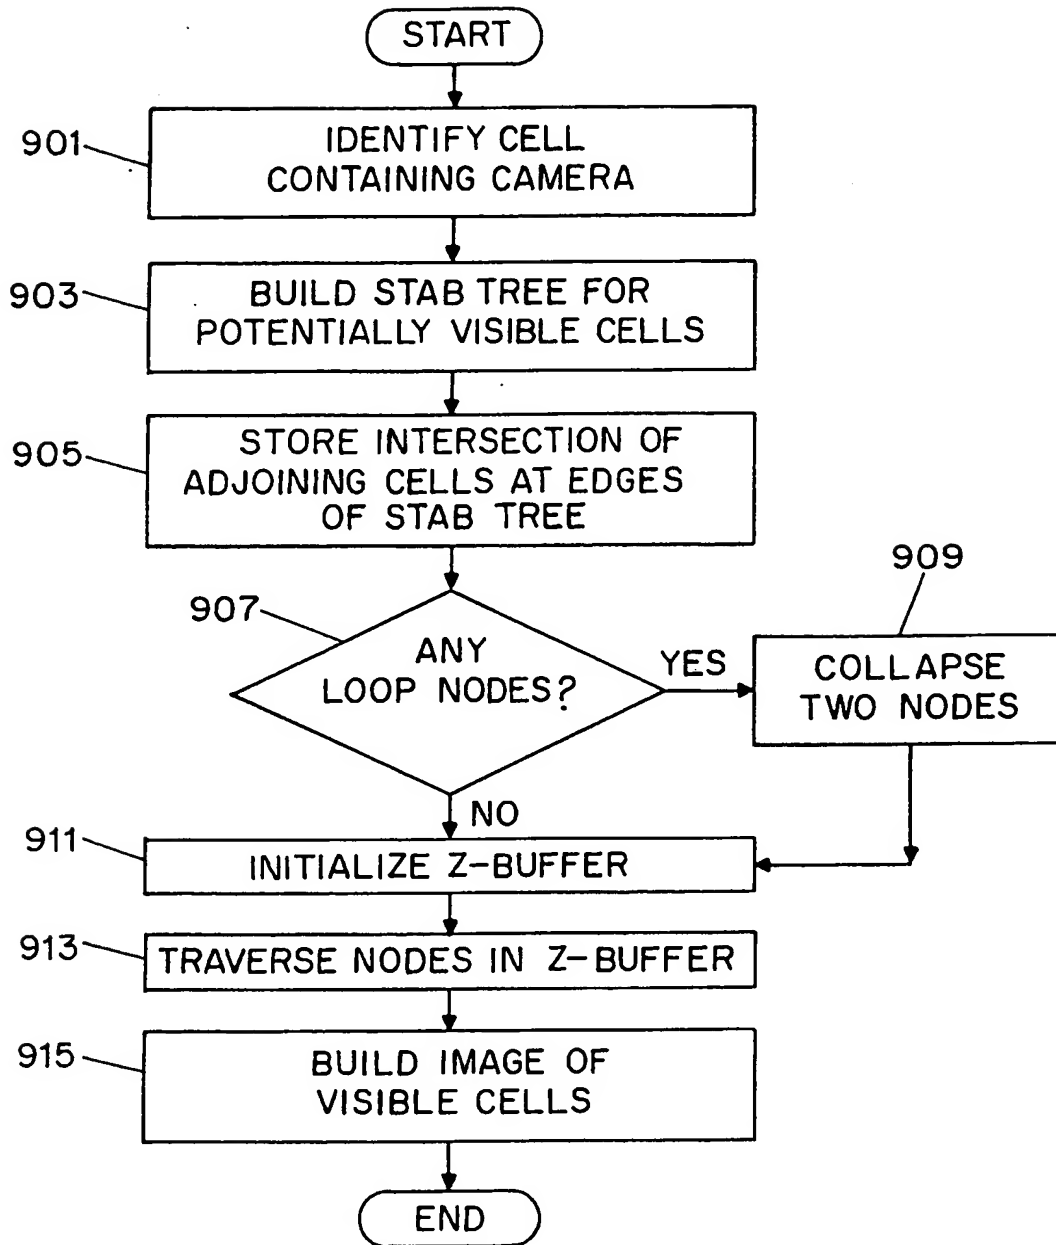 START
901
IDENTIFY CELL
CONTAINING CAMERA
903
BUILD STAB TREE FOR
POTENTIALLY VISIBLE CELLS
905
STORE INTERSECTION OF
ADJOINING CELLS AT EDGES
OF STAB TREE
907
ANY
LOOP NODES?
YES
909
COLLAPSE
TWO NODES
NO
911
INITIALIZE Z-BUFFER
913
TRAVERSE NODES IN Z-BUFFER
915
BUILD IMAGE OF
VISIBLE CELLS
END